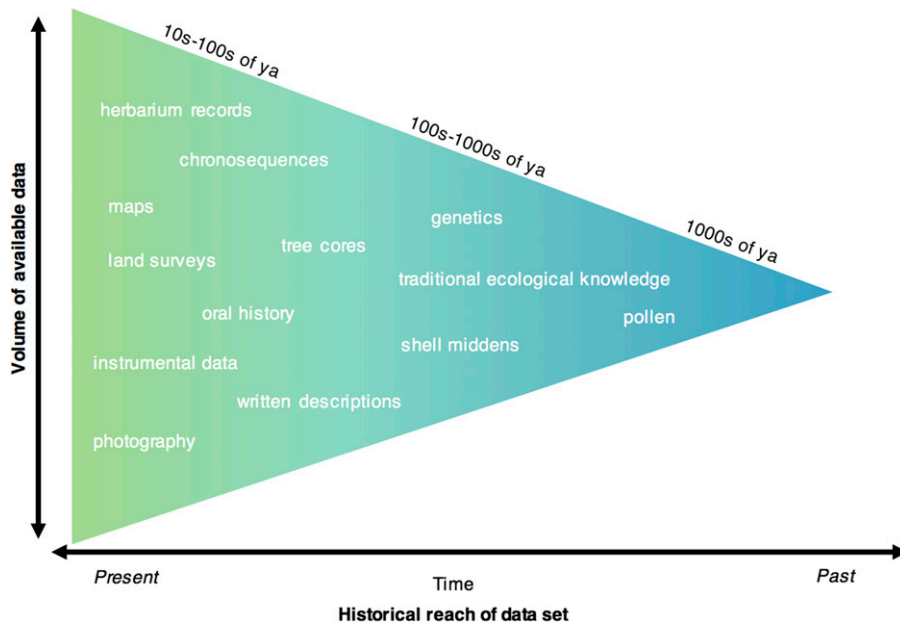 10s-100s of ya
herbarium records
100s-1000s of ya
chronosequences
maps
genetics
1000s of ya
tree cores
land surveys
traditional ecological knowledge
oral history
pollen
shell middens
instrumental data
written descriptions
photography
Volume of available data
Present
Time
Past
Historical reach of data set